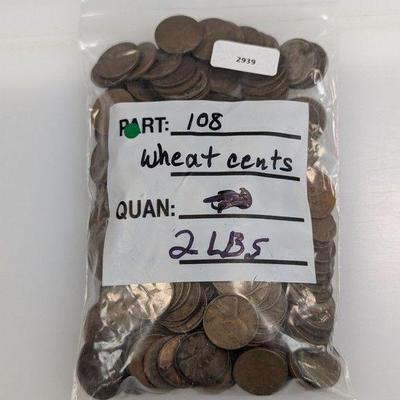 2939
PART: 108
wheat cents
QUAN:
2 LBS